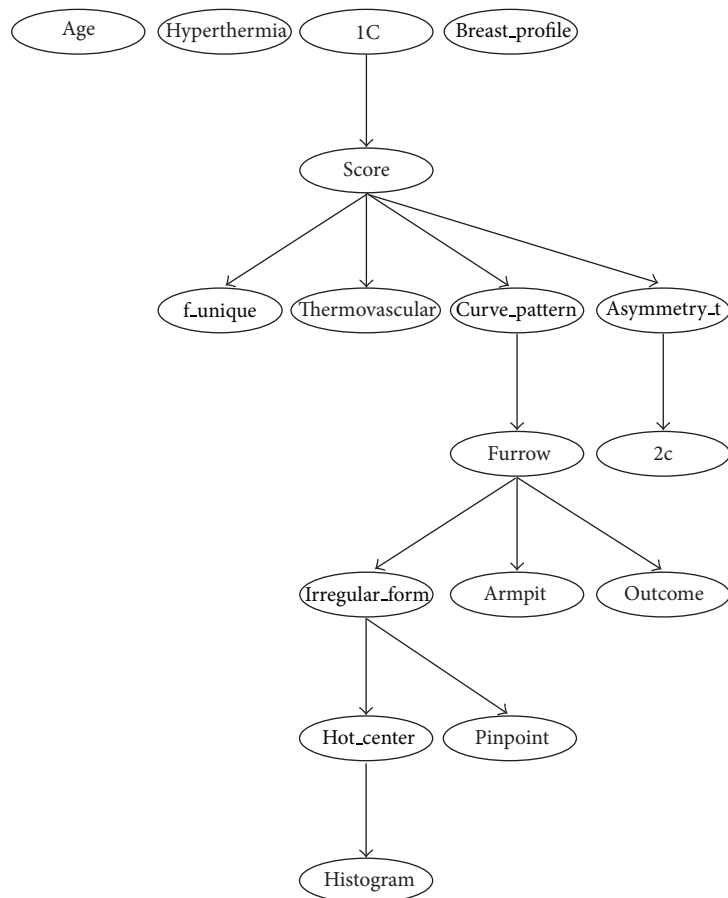 Age
Hyperthermia
1C
Breast_profile
Score
f_unique
Thermovascular
Curve_pattern
Asymmetry_t
Furrow
2c
Irregular_form
Armpit
Outcome
Hot_center
Pinpoint
Histogram